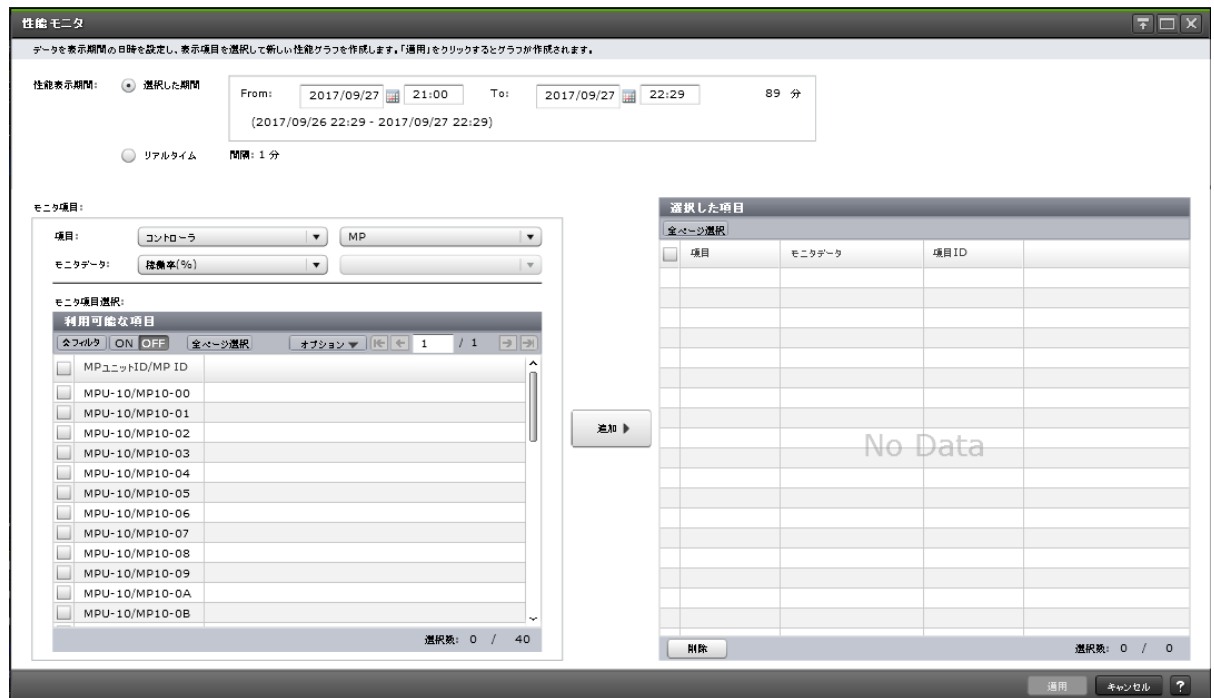 性能モニタ
データを表示期間の日時を設定し、表示項目を選択して新しい性能グラフを作成します。「適用」をクリックするとグラフが作成されます。
性能表示期間: 選択した期間
From: 2017/09/27 21:00 To: 2017/09/27 22:29 89 分
(2017/09/26 22:29 - 2017/09/27 22:29)
リアルタイム 間隔: 1 分
モニタ項目:
項目: コントローラ MP
モニタデータ: 稼働率(%)
モニタ項目選択:
利用可能な項目
全フィルタ ON OFF 全ページ選択 オプション 1 / 1
MPユニットID/MP ID
MPU-10/MP10-00
MPU-10/MP10-01
MPU-10/MP10-02
MPU-10/MP10-03
MPU-10/MP10-04
MPU-10/MP10-05
MPU-10/MP10-06
MPU-10/MP10-07
MPU-10/MP10-08
MPU-10/MP10-09
MPU-10/MP10-0A
MPU-10/MP10-0B
選択数: 0 / 40
追加
選択した項目
全ページ選択
項目 モニタデータ 項目ID
No Data
削除 選択数: 0 / 0
適用 キャンセル ?